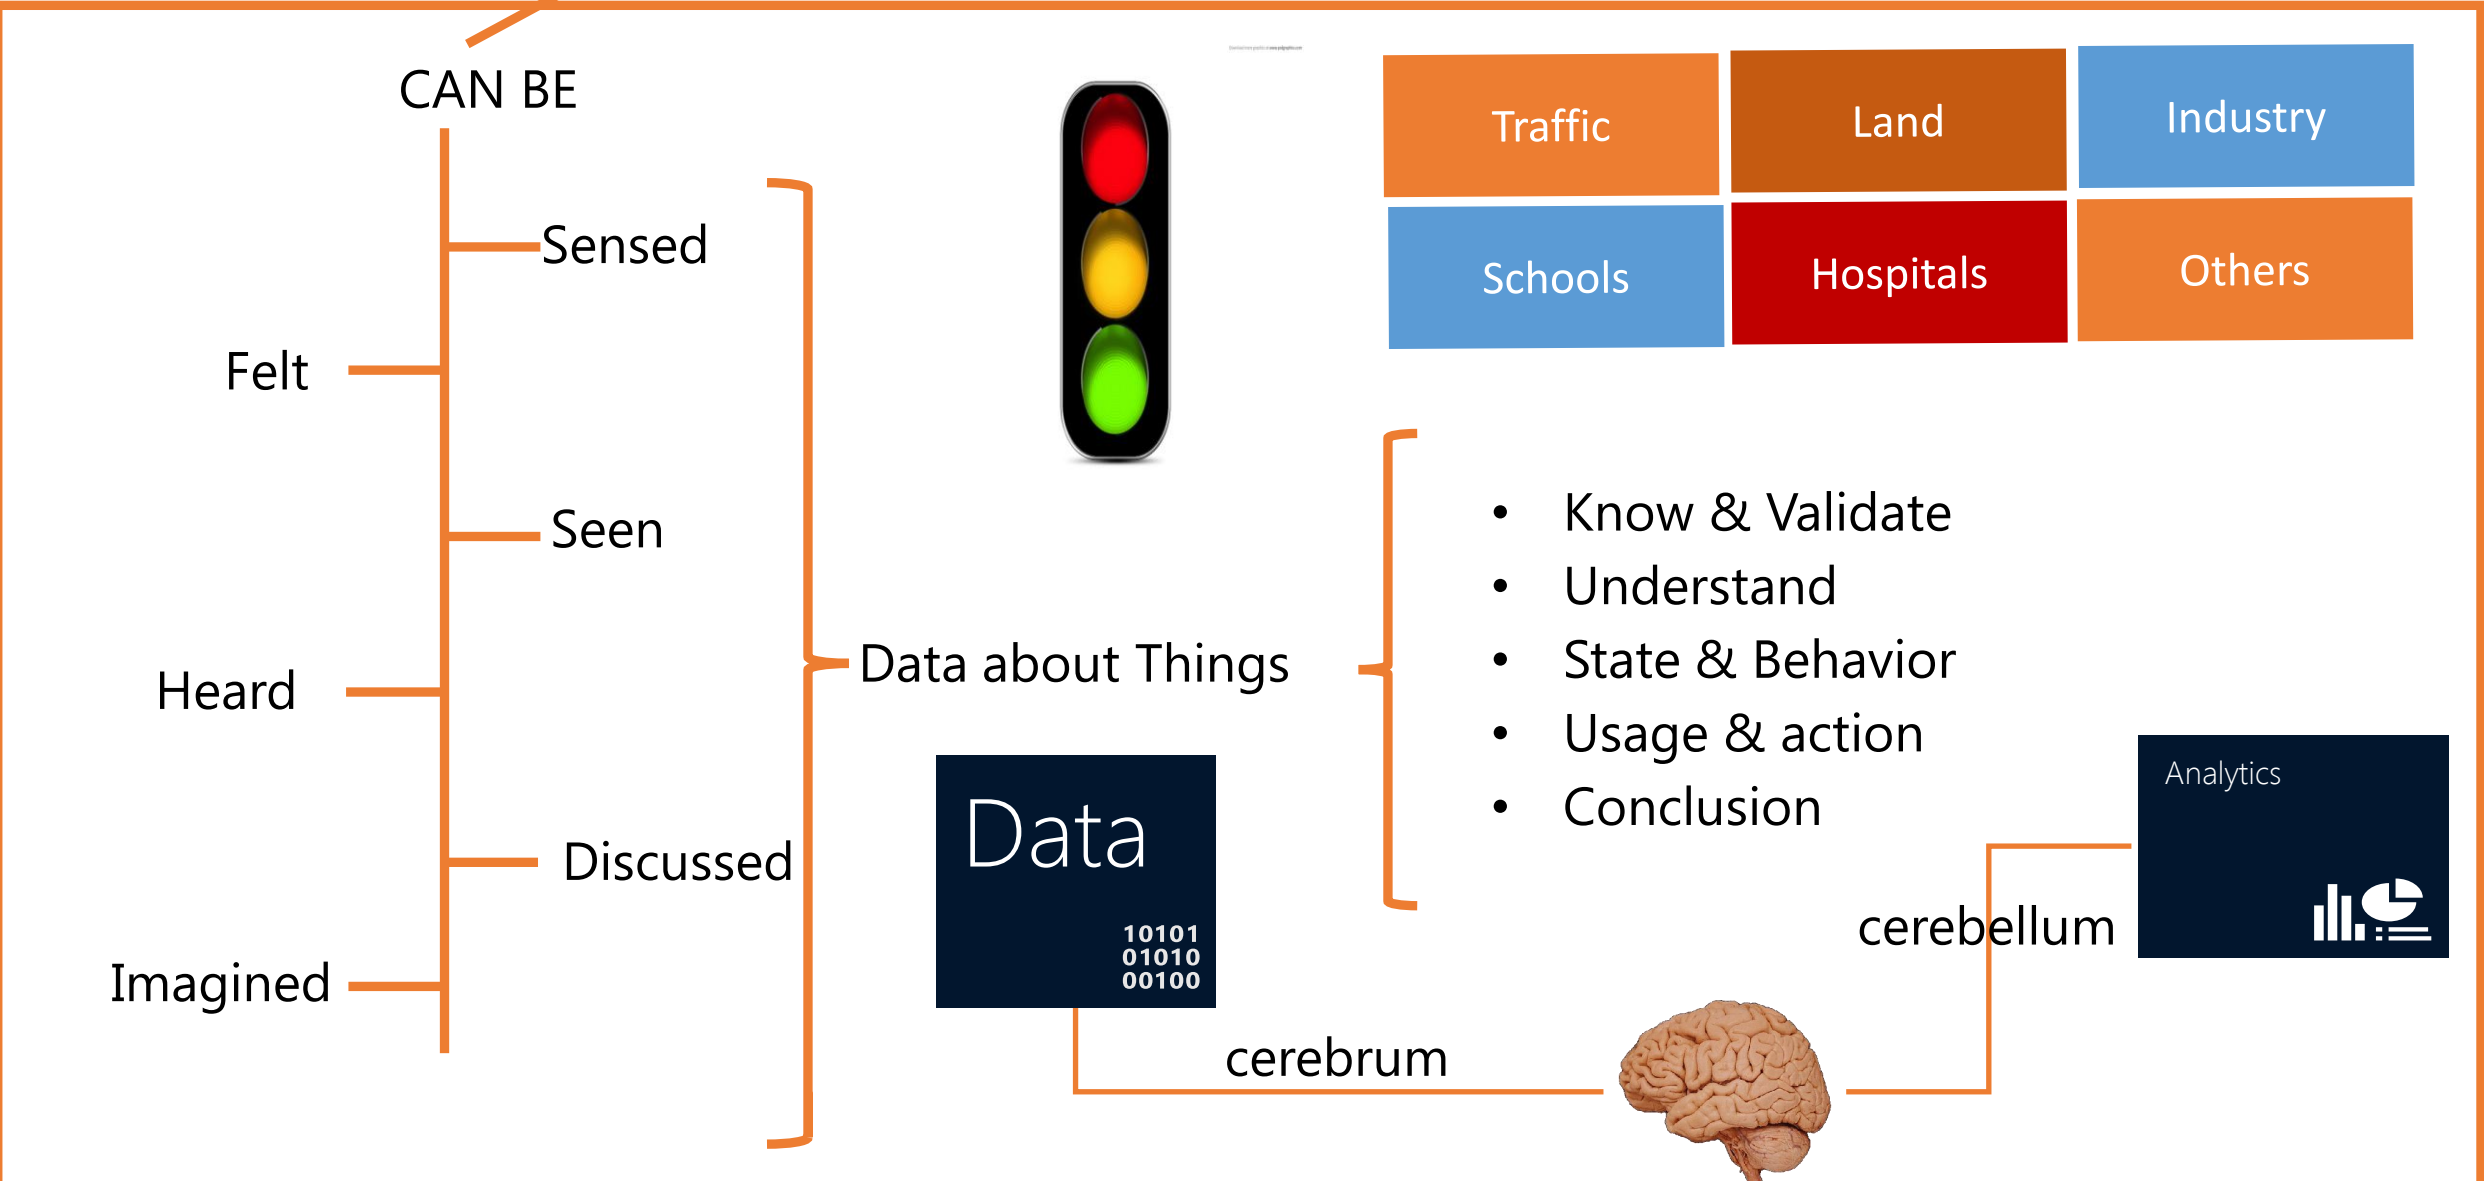 CAN BE
Sensed
Felt
Seen
Heard
Discussed
Imagined
Traffic
Land
Industry
Schools
Hospitals
Others
Data about Things
• Know & Validate
• Understand
• State & Behavior
• Usage & action
• Conclusion
Data
10101
01010
00100
cerebrum
cerebellum
Analytics